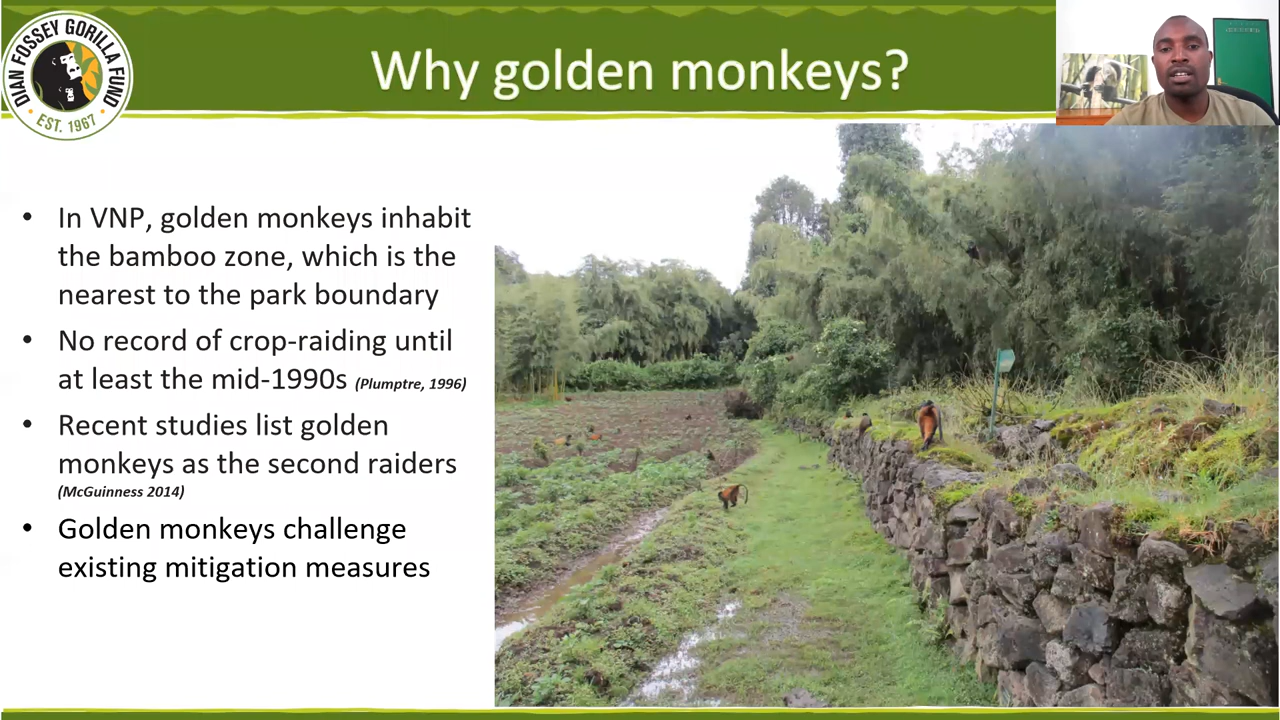 DIAN FOSSEY GORILLA FUND
• EST. 1967 •
Why golden monkeys?
• In VNP, golden monkeys inhabit
the bamboo zone, which is the
nearest to the park boundary
• No record of crop-raiding until
at least the mid-1990s (Plumptre, 1996)
• Recent studies list golden
monkeys as the second raiders
(McGuinness 2014)
• Golden monkeys challenge
existing mitigation measures